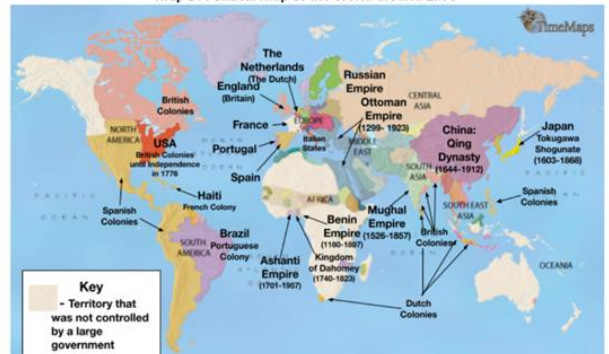 TimeMaps
The
Netherlands
(The Dutch)
England
(Britain)
Russian
Empire
Ottoman
Empire
(1299- 1923)
CENTRAL
ASIA
British
Colonies
NORTH
AMERICA
USA
British Colonies
until Independence
in 1776
France
EUROPE
Italian
States
Portugal
Spain
MIDDLE
EAST
China:
Qing
Dynasty
(1644-1912)
Japan
Tokugawa
Shogunate
(1603-1868)
NORTH
Haiti
French Colony
Spanish
Colonies
SOUTH
ASIA
Spanish
Colonies
AFRICA
SOUTH EAST
ASIA
Benin
Empire
(1180-1897)
Mughal
Empire
(1526-1857)
British
Colonies
Brazil
Portuguese
Colony
SOUTH
AMERICA
Ashanti
Empire
(1701-1957)
Kingdom
of Dahomey
(1740-1823)
OCEANIA
Dutch
Colonies
Key
- Territory that
was not controlled
by a large
government